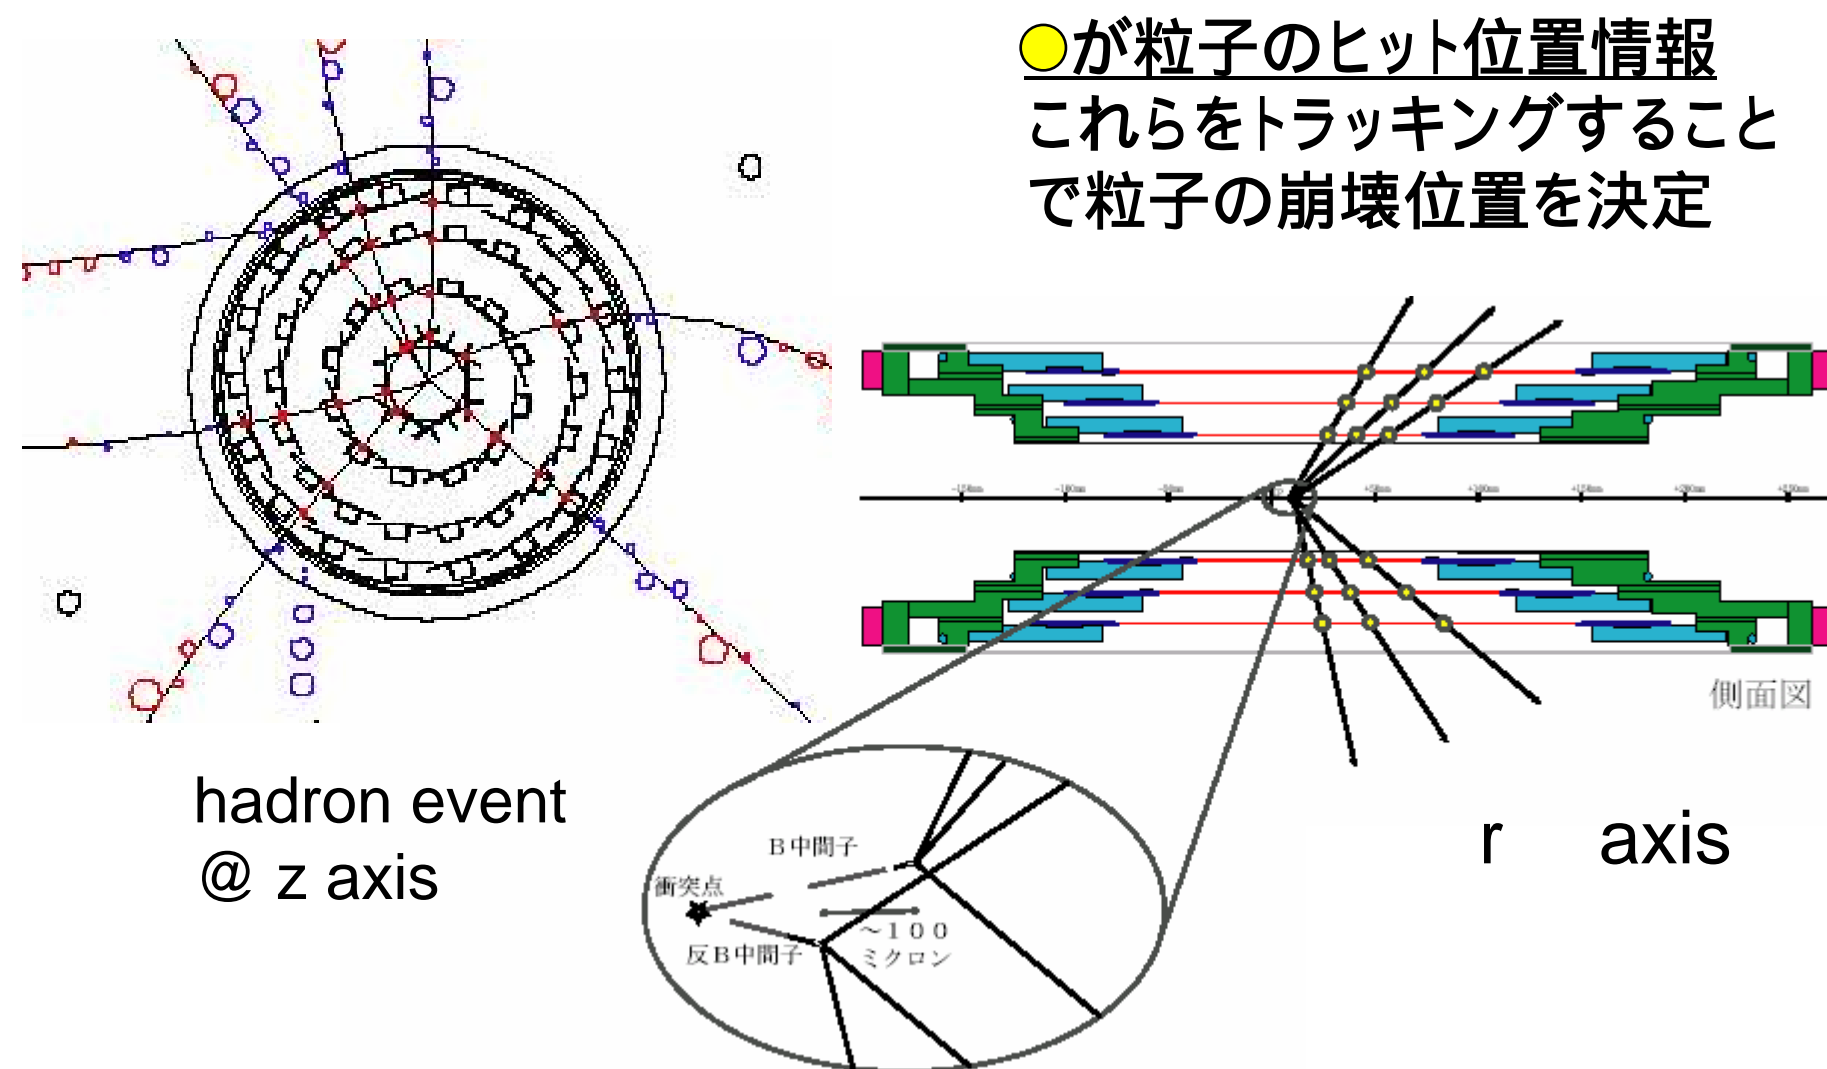 ●が粒子のヒット位置情報
これらをトラッキングすること
で粒子の崩壊位置を決定
側面図
hadron event
@ z axis
r axis
B中間子
衝突点
反B中間子
～１００
ミクロン